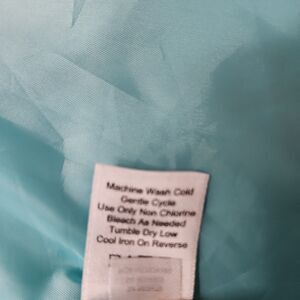 Machine Wash Cold
Gentle Cycle
Use Only Non Chlorine
Bleach As Needed
Tumble Dry Low
Cool Iron On Reverse